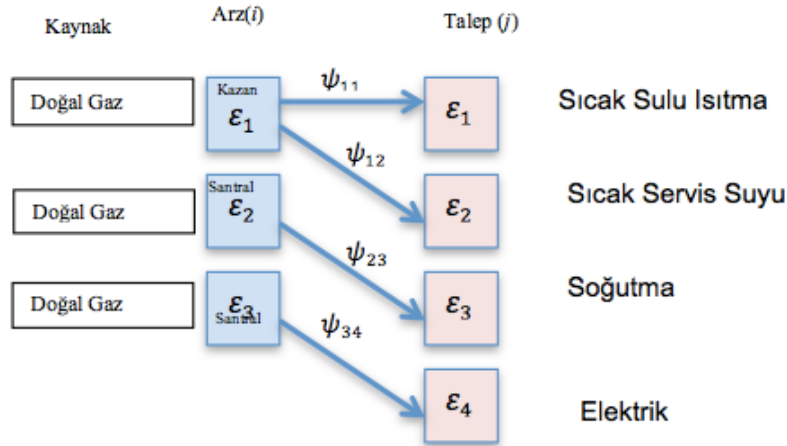 Kaynak Arz(i) Talep (j)
Doğal Gaz Kazan ε₁ ψ₁₁ ε₁ Sıcak Sulu Isıtma
ψ₁₂
Doğal Gaz Santral ε₂ ε₂ Sıcak Servis Suyu
ψ₂₃
Doğal Gaz ε₃ Santral ε₃ Soğutma
ψ₃₄
ε₄ Elektrik